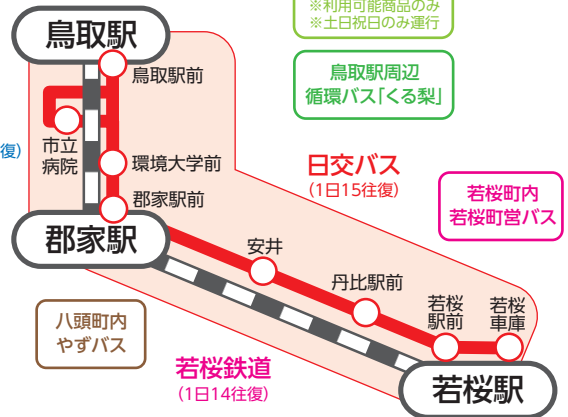 ※利用可能商品のみ
※土日祝日のみ運行
鳥取駅
鳥取駅前
鳥取駅周辺
循環バス「くる梨」
復)
市立
病院
環境大学前
日交バス
(1日15往復)
郡家駅前
若桜町内
若桜町営バス
郡家駅
安井
丹比駅前
若桜
駅前
若桜
車庫
八頭町内
やずバス
若桜鉄道
(1日14往復)
若桜駅